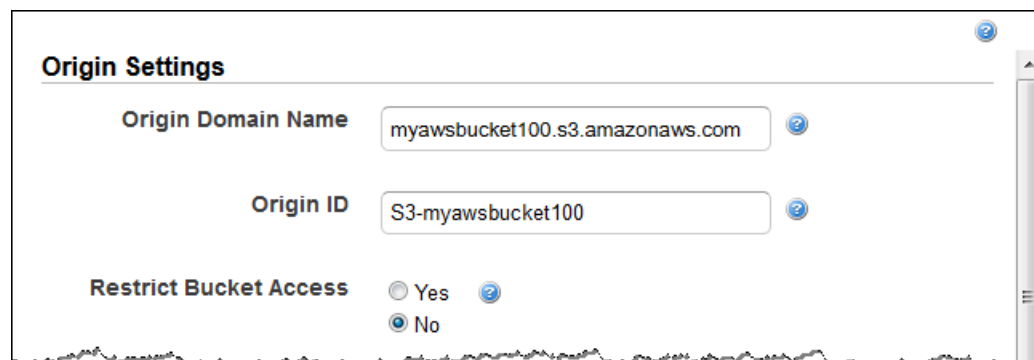 Origin Settings
Origin Domain Name
myawsbucket100.s3.amazonaws.com
Origin ID
S3-myawsbucket100
Restrict Bucket Access
Yes
No